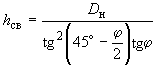 h_св = D_н / (tg²(45° − φ/2) tgφ)